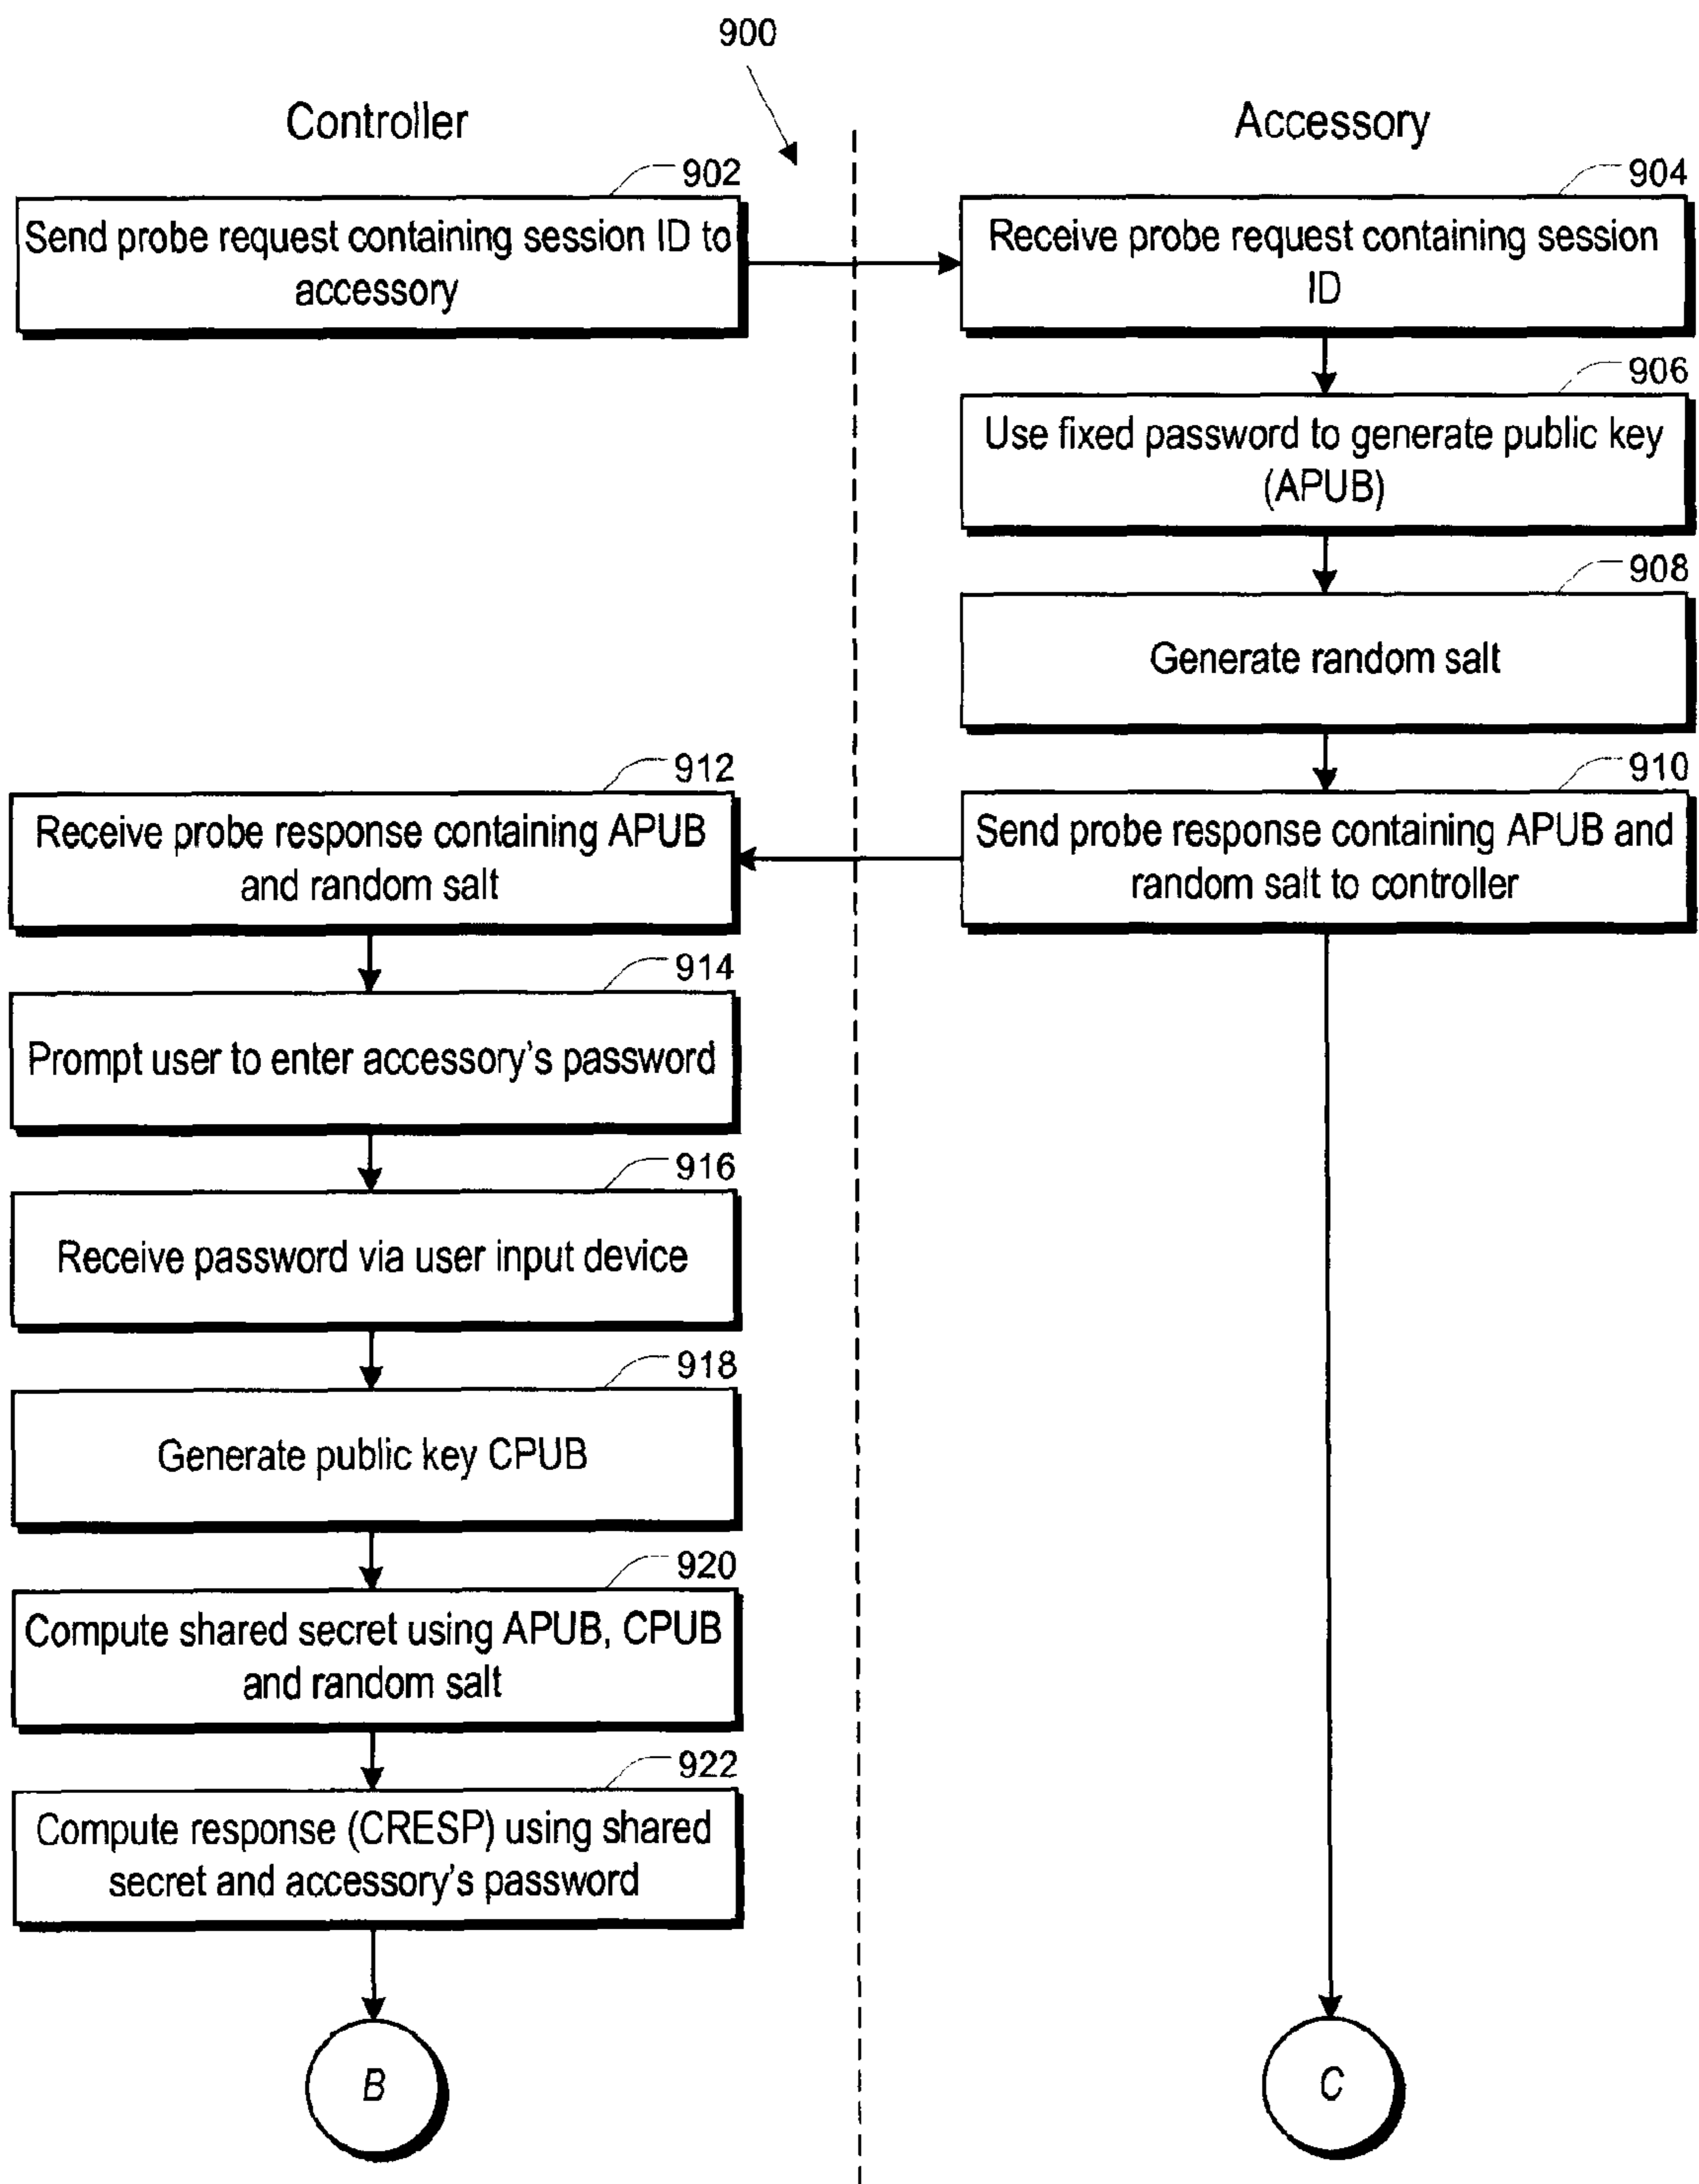 900
Controller
Accessory
902
Send probe request containing session ID to
accessory
904
Receive probe request containing session
ID
906
Use fixed password to generate public key
(APUB)
908
Generate random salt
910
Send probe response containing APUB and
random salt to controller
912
Receive probe response containing APUB
and random salt
914
Prompt user to enter accessory's password
916
Receive password via user input device
918
Generate public key CPUB
920
Compute shared secret using APUB, CPUB
and random salt
922
Compute response (CRESP) using shared
secret and accessory's password
B
C